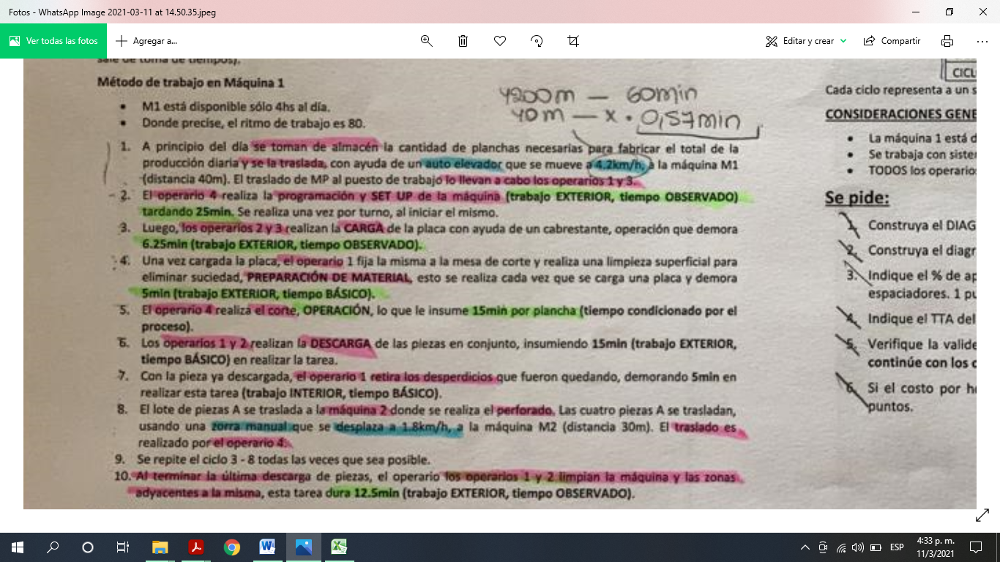 Fotos - WhatsApp Image 2021-03-11 at 14.50.35.jpeg
Ver todas las fotos
Agregar a...
Editar y crear
Compartir
sale de toma de tiempos).
Método de trabajo en Máquina 1
• M1 está disponible sólo 4hs al día.
• Donde precise, el ritmo de trabajo es 80.
4200m — 60min
40m — x • 0,57min
1. A principio del día se toman de almacén la cantidad de planchas necesarias para fabricar el total de la
producción diaria y se la traslada, con ayuda de un auto elevador que se mueve a 4.2km/h, a la máquina M1
(distancia 40m). El traslado de MP al puesto de trabajo lo llevan a cabo los operarios 1 y 3.
2. El operario 4 realiza la programación y SET UP de la máquina (trabajo EXTERIOR, tiempo OBSERVADO)
tardando 25min. Se realiza una vez por turno, al iniciar el mismo.
3. Luego, los operarios 2 y 3 realizan la CARGA de la placa con ayuda de un cabrestante, operación que demora
6.25min (trabajo EXTERIOR, tiempo OBSERVADO).
4. Una vez cargada la placa, el operario 1 fija la misma a la mesa de corte y realiza una limpieza superficial para
eliminar suciedad, PREPARACIÓN DE MATERIAL, esto se realiza cada vez que se carga una placa y demora
5min (trabajo EXTERIOR, tiempo BÁSICO).
5. El operario 4 realiza el corte, OPERACIÓN, lo que le insume 15min por plancha (tiempo condicionado por el
proceso).
6. Los operarios 1 y 2 realizan la DESCARGA de las piezas en conjunto, insumiendo 15min (trabajo EXTERIOR,
tiempo BÁSICO) en realizar la tarea.
7. Con la pieza ya descargada, el operario 1 retira los desperdicios que fueron quedando, demorando 5min en
realizar esta tarea (trabajo INTERIOR, tiempo BÁSICO).
8. El lote de piezas A se traslada a la máquina 2 donde se realiza el perforado. Las cuatro piezas A se trasladan,
usando una zorra manual que se desplaza a 1.8km/h, a la máquina M2 (distancia 30m). El traslado es
realizado por el operario 4.
9. Se repite el ciclo 3 - 8 todas las veces que sea posible.
10. Al terminar la última descarga de piezas, el operario los operarios 1 y 2 limpian la máquina y las zonas
adyacentes a la misma, esta tarea dura 12.5min (trabajo EXTERIOR, tiempo OBSERVADO).
CICL
Cada ciclo representa a un s
CONSIDERACIONES GENE
• La máquina 1 está d
• Se trabaja con sister
• TODOS los operario
Se pide:
1. Construya el DIAG
2. Construya el diagr
3. Indique el % de ap
espaciadores. 1 pu
4. Indique el TTA del
5. Verifique la valide
continúe con los c
6. Si el costo por h
puntos.
ESP
4:33 p. m.
11/3/2021